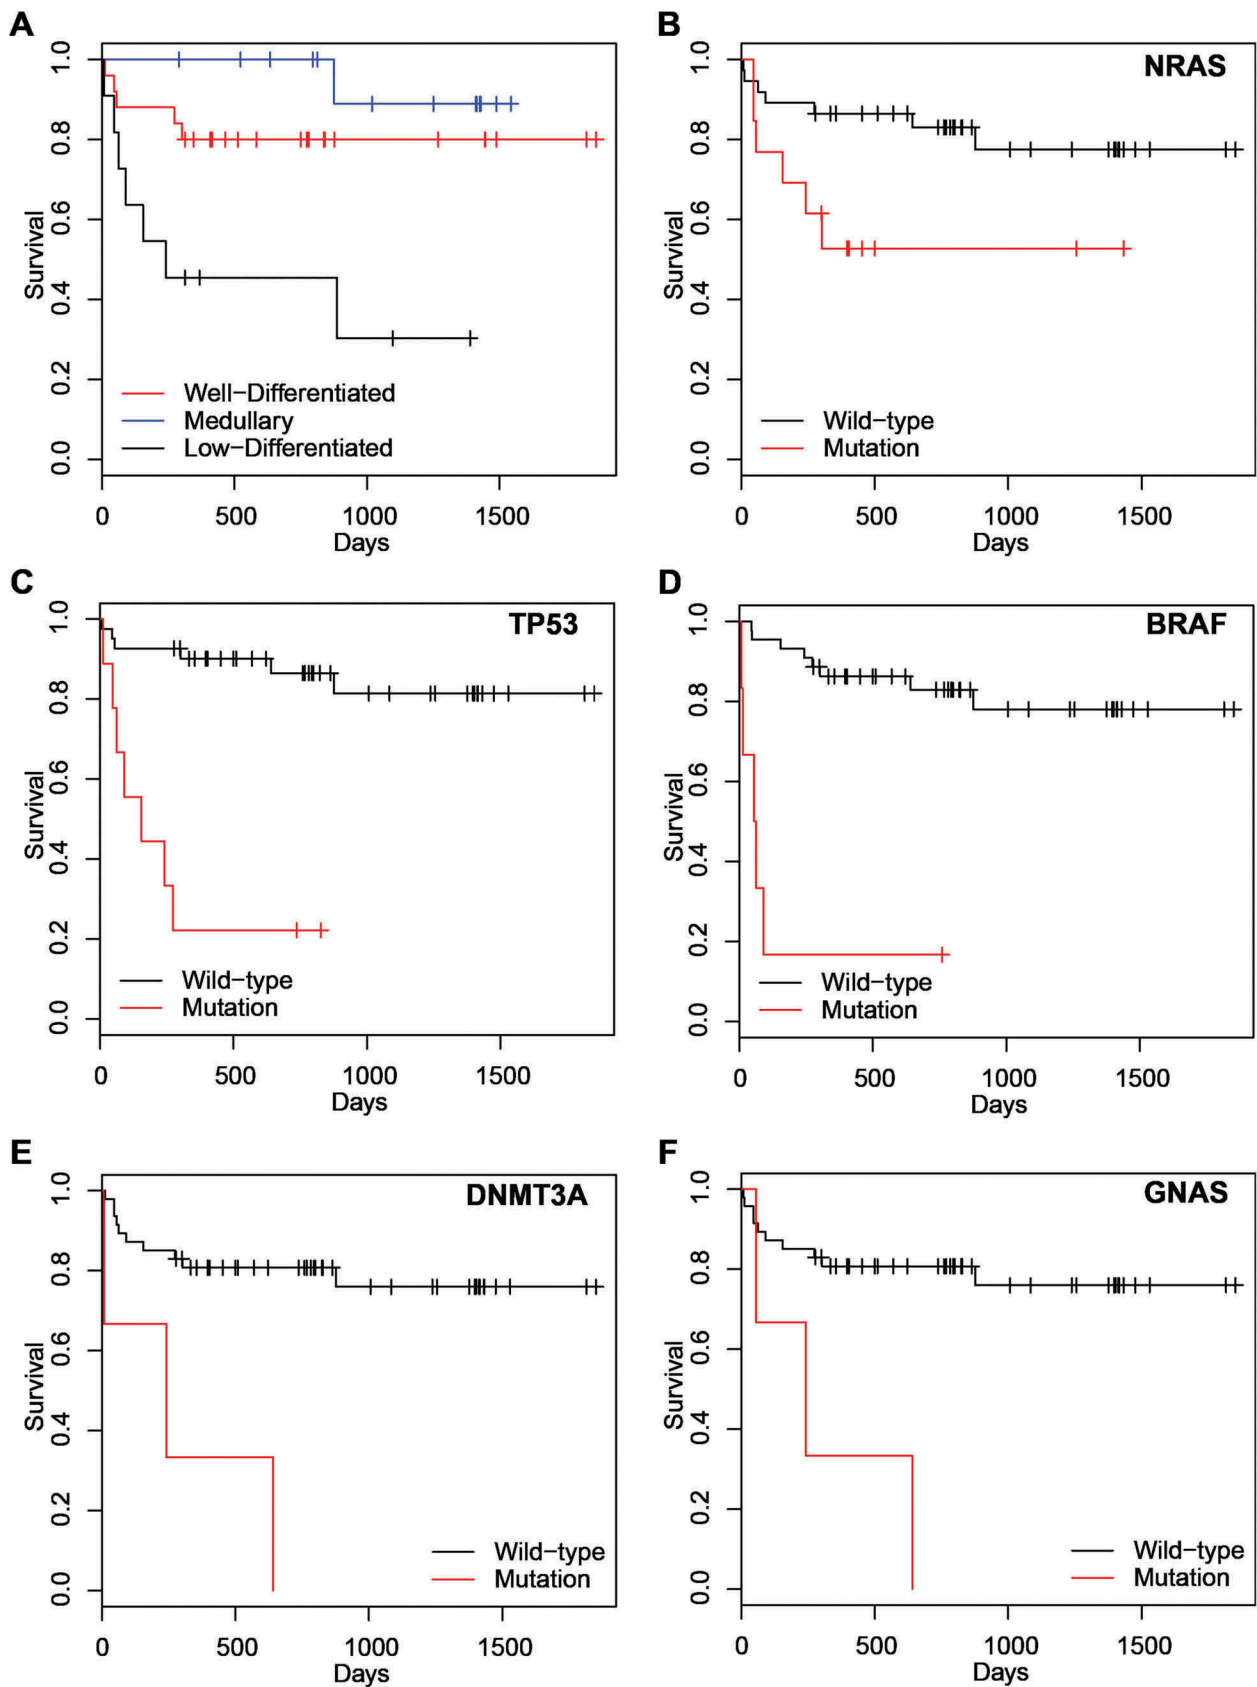 A
1.0
0.8
0.6
0.4
0.2
0.0
Survival
Well-Differentiated
Medullary
Low-Differentiated
0 500 1000 1500
Days
B
NRAS
1.0
0.8
0.6
0.4
0.2
0.0
Survival
Wild-type
Mutation
0 500 1000 1500
Days
C
TP53
1.0
0.8
0.6
0.4
0.2
0.0
Survival
Wild-type
Mutation
0 500 1000 1500
Days
D
BRAF
1.0
0.8
0.6
0.4
0.2
0.0
Survival
Wild-type
Mutation
0 500 1000 1500
Days
E
DNMT3A
1.0
0.8
0.6
0.4
0.2
0.0
Survival
Wild-type
Mutation
0 500 1000 1500
Days
F
GNAS
1.0
0.8
0.6
0.4
0.2
0.0
Survival
Wild-type
Mutation
0 500 1000 1500
Days